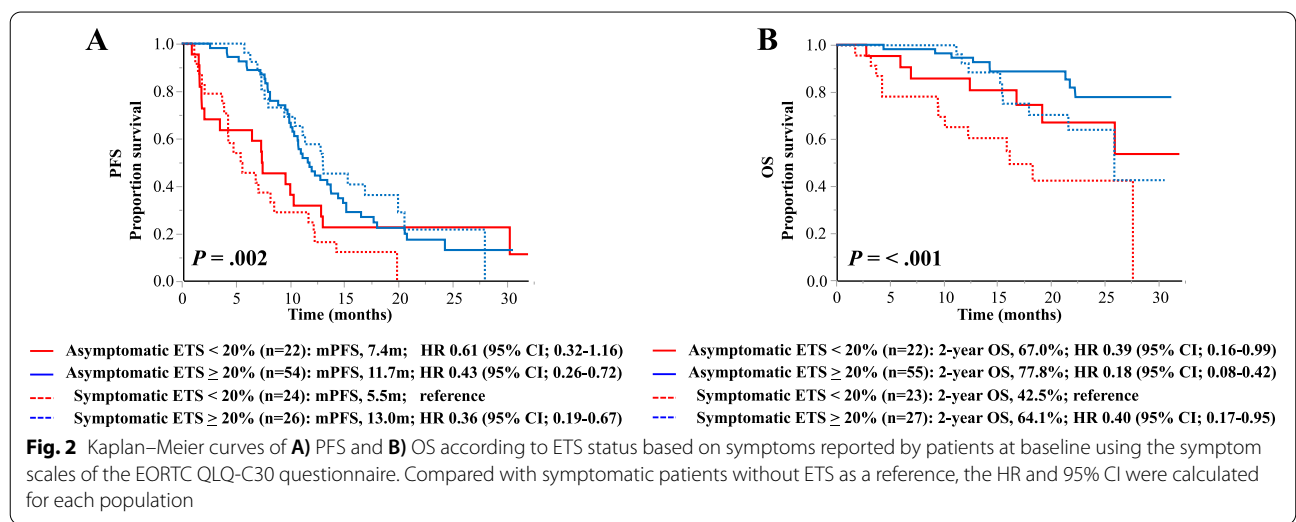 A
B
1.0
0.8
0.6
0.4
0.2
0.0
PFS
Proportion survival
P = .002
0 5 10 15 20 25 30
Time (months)
1.0
0.8
0.6
0.4
0.2
0.0
OS
Proportion survival
P = < .001
0 5 10 15 20 25 30
Time (months)
Asymptomatic ETS < 20% (n=22): mPFS, 7.4m; HR 0.61 (95% CI; 0.32-1.16)
Asymptomatic ETS ≥ 20% (n=54): mPFS, 11.7m; HR 0.43 (95% CI; 0.26-0.72)
Symptomatic ETS < 20% (n=24): mPFS, 5.5m; reference
Symptomatic ETS ≥ 20% (n=26): mPFS, 13.0m; HR 0.36 (95% CI; 0.19-0.67)
Asymptomatic ETS < 20% (n=22): 2-year OS, 67.0%; HR 0.39 (95% CI; 0.16-0.99)
Asymptomatic ETS ≥ 20% (n=55): 2-year OS, 77.8%; HR 0.18 (95% CI; 0.08-0.42)
Symptomatic ETS < 20% (n=23): 2-year OS, 42.5%; reference
Symptomatic ETS ≥ 20% (n=27): 2-year OS, 64.1%; HR 0.40 (95% CI; 0.17-0.95)
Fig. 2 Kaplan–Meier curves of A) PFS and B) OS according to ETS status based on symptoms reported by patients at baseline using the symptom
scales of the EORTC QLQ-C30 questionnaire. Compared with symptomatic patients without ETS as a reference, the HR and 95% CI were calculated
for each population